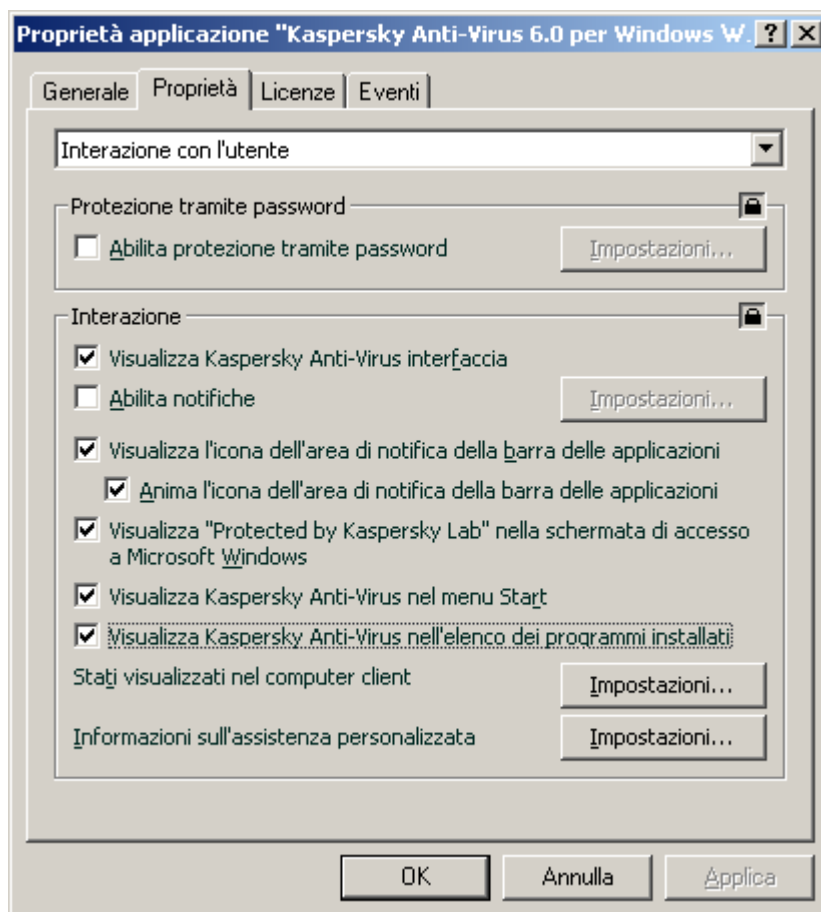 Proprietà applicazione "Kaspersky Anti-Virus 6.0 per Windows W...
Generale Proprietà Licenze Eventi
Interazione con l'utente
Protezione tramite password
Abilita protezione tramite password Impostazioni...
Interazione
Visualizza Kaspersky Anti-Virus interfaccia
Abilita notifiche Impostazioni...
Visualizza l'icona dell'area di notifica della barra delle applicazioni
Anima l'icona dell'area di notifica della barra delle applicazioni
Visualizza "Protected by Kaspersky Lab" nella schermata di accesso
a Microsoft Windows
Visualizza Kaspersky Anti-Virus nel menu Start
Visualizza Kaspersky Anti-Virus nell'elenco dei programmi installati
Stati visualizzati nel computer client Impostazioni...
Informazioni sull'assistenza personalizzata Impostazioni...
OK Annulla Applica